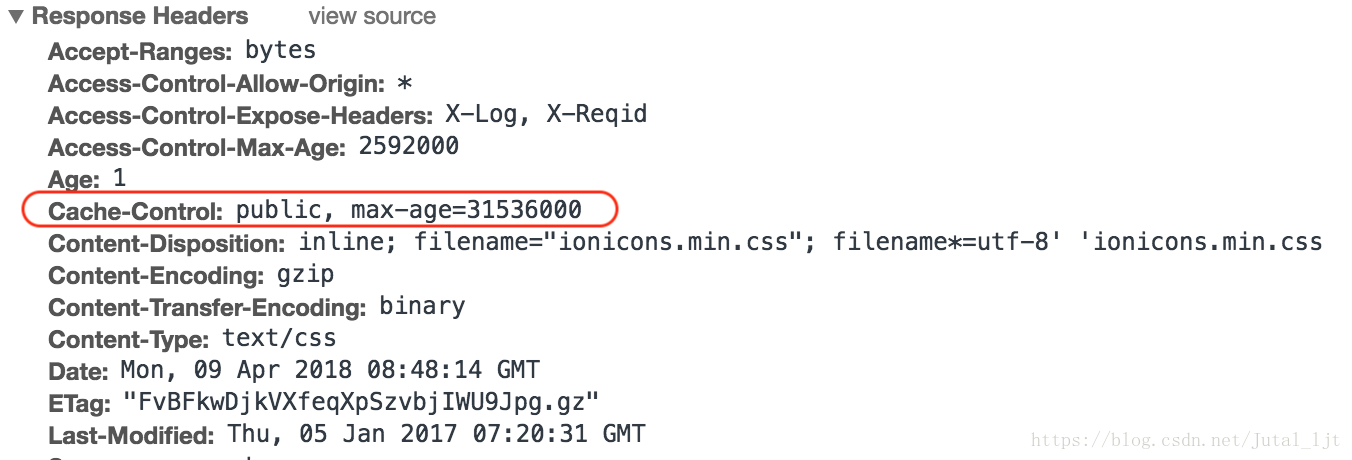 ▼ Response Headers view source
Accept-Ranges: bytes
Access-Control-Allow-Origin: *
Access-Control-Expose-Headers: X-Log, X-Reqid
Access-Control-Max-Age: 2592000
Age: 1
Cache-Control: public, max-age=31536000
Content-Disposition: inline; filename="ionicons.min.css"; filename*=utf-8' 'ionicons.min.css
Content-Encoding: gzip
Content-Transfer-Encoding: binary
Content-Type: text/css
Date: Mon, 09 Apr 2018 08:48:14 GMT
ETag: "FvBFkwDjkVXfeqXpSzvbjIWU9Jpg.gz"
Last-Modified: Thu, 05 Jan 2017 07:20:31 GMT
https://blog.csdn.net/Jutal_ljt